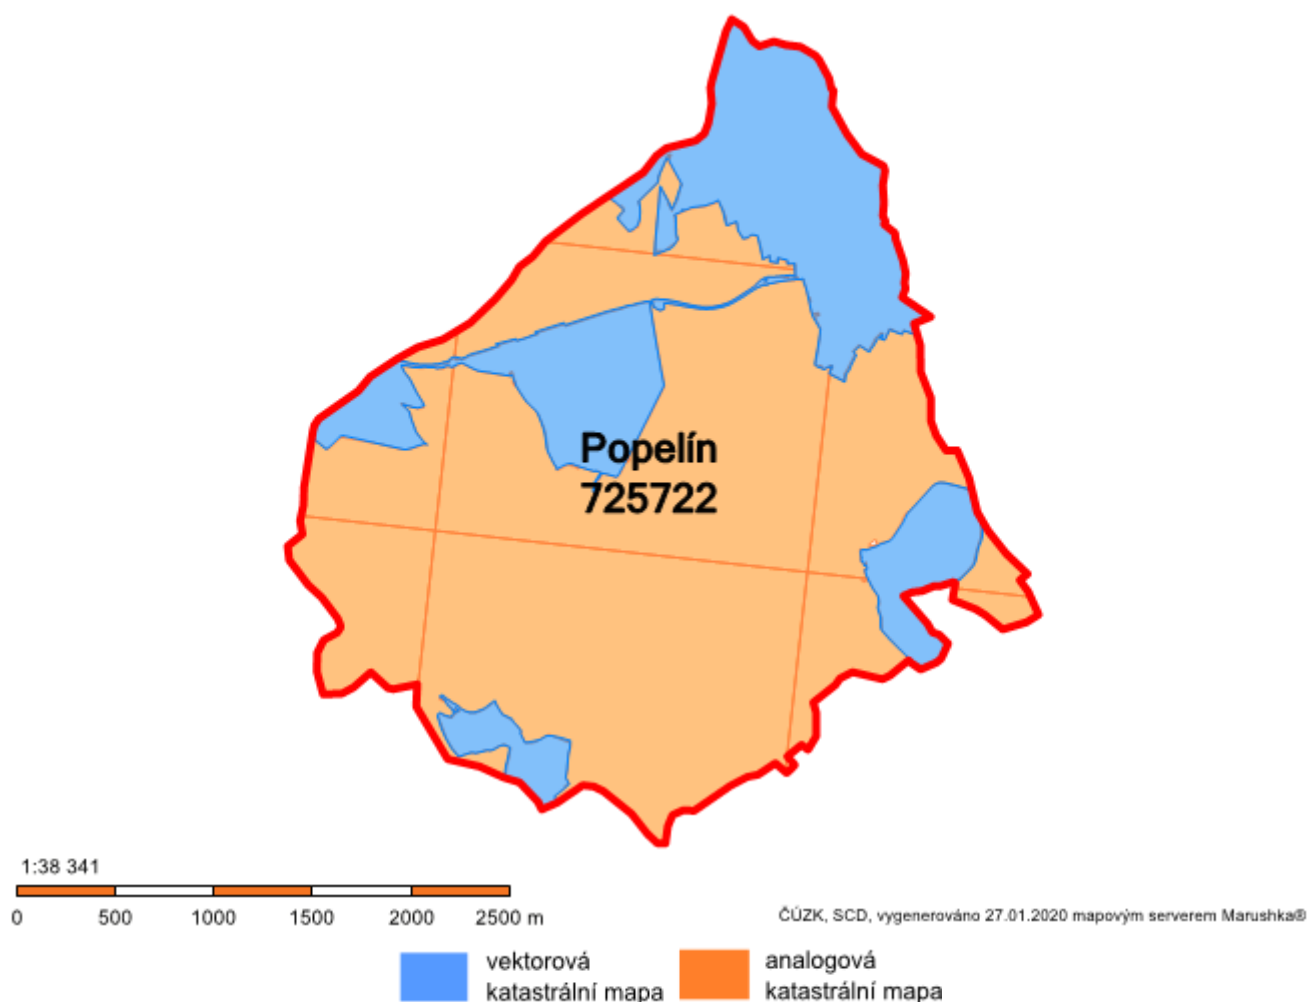 Popelín
725722
1:38 341
0 500 1000 1500 2000 2500 m
ČÚZK, SCD, vygenerováno 27.01.2020 mapovým serverem Marushka®
vektorová
katastrální mapa
analogová
katastrální mapa